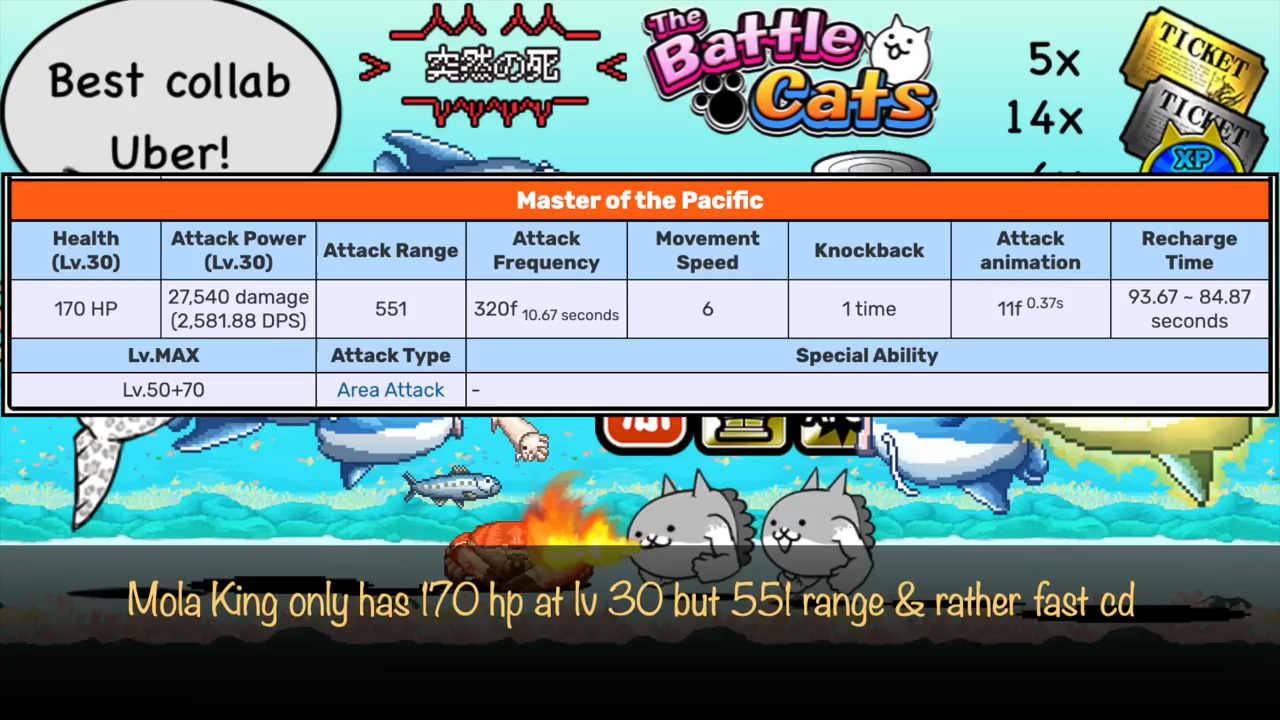 Best collab
Uber!
突然の死
The
Battle
Cats
5x
14x
TICKET
TICKET
XP
Master of the Pacific
Health
(Lv.30)
Attack Power
(Lv.30)
Attack Range
Attack
Frequency
Movement
Speed
Knockback
Attack
animation
Recharge
Time
170 HP
27,540 damage
(2,581.88 DPS)
551
320f 10.67 seconds
6
1 time
11f 0.37s
93.67 ~ 84.87
seconds
Lv.MAX
Attack Type
Special Ability
Lv.50+70
Area Attack
-
Mola King only has 170 hp at lv 30 but 551 range & rather fast cd